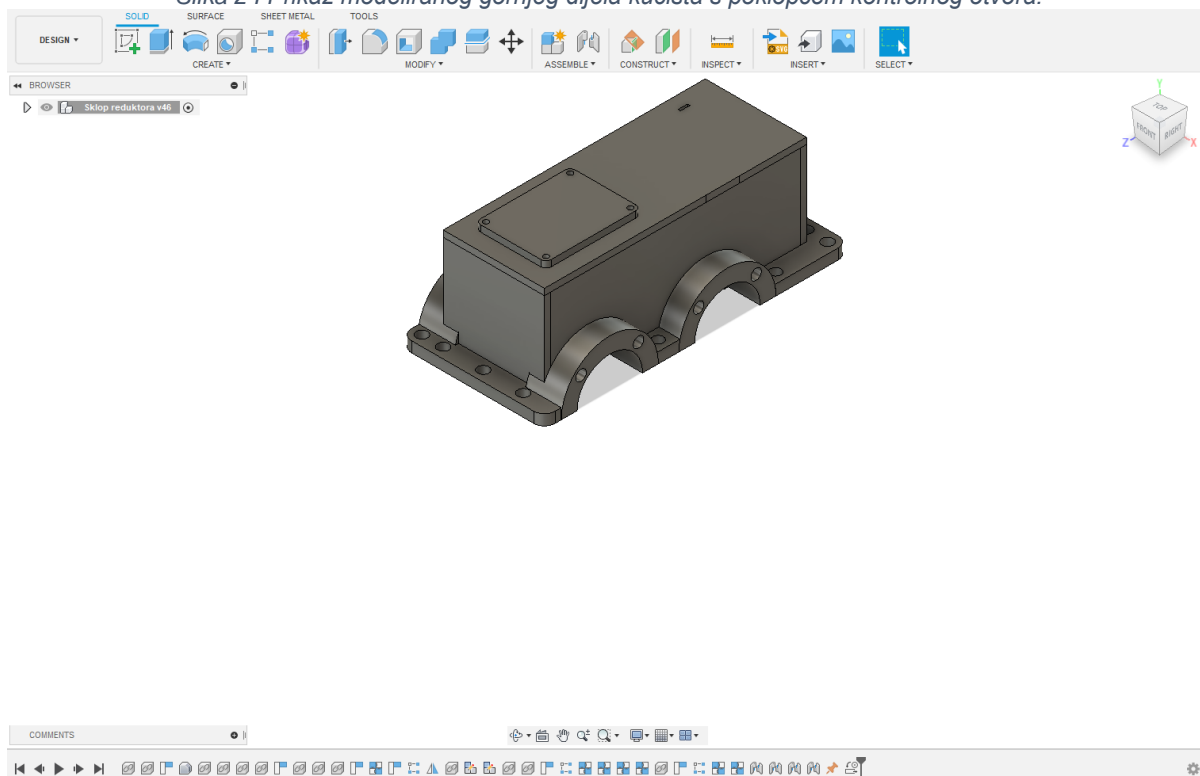 Slika 24 Prikaz modeliranog gornjeg dijela kućišta s poklopcem kontrolnog otvora.
SOLID SURFACE SHEET METAL TOOLS
DESIGN ▾
CREATE ▾ MODIFY ▾ ASSEMBLE ▾ CONSTRUCT ▾ INSPECT ▾ INSERT ▾ SELECT ▾
BROWSER
Sklop reduktora v46
Y
TOP
FRONT RIGHT
Z X
COMMENTS